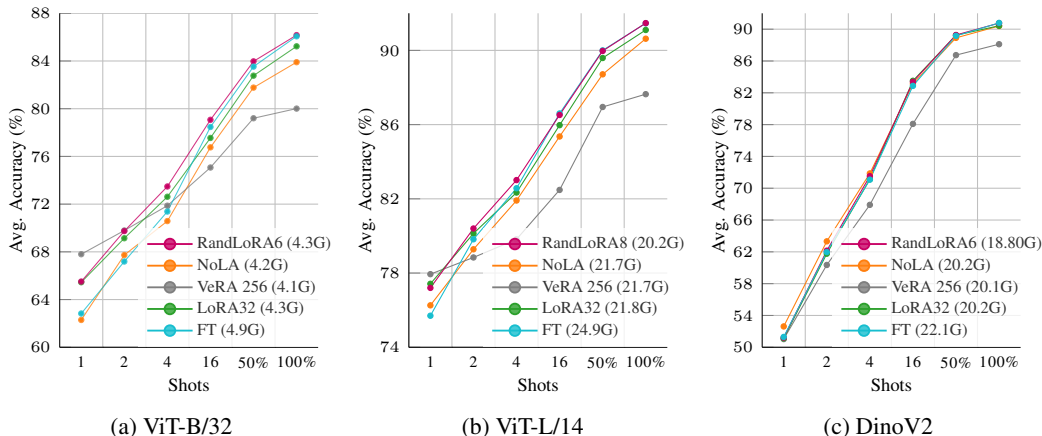 88
84
80
76
72
68
64
60
Avg. Accuracy (%)
RandLoRA6 (4.3G)
NoLA (4.2G)
VeRA 256 (4.1G)
LoRA32 (4.3G)
FT (4.9G)
1 2 4 16 50% 100%
Shots
(a) ViT-B/32
90
86
82
78
74
Avg. Accuracy (%)
RandLoRA8 (20.2G)
NoLA (21.7G)
VeRA 256 (21.7G)
LoRA32 (21.8G)
FT (24.9G)
1 2 4 16 50% 100%
Shots
(b) ViT-L/14
90
86
82
78
74
70
66
62
58
54
50
Avg. Accuracy (%)
RandLoRA6 (18.80G)
NoLA (20.2G)
VeRA 256 (20.1G)
LoRA32 (20.2G)
FT (22.1G)
1 2 4 16 50% 100%
Shots
(c) DinoV2